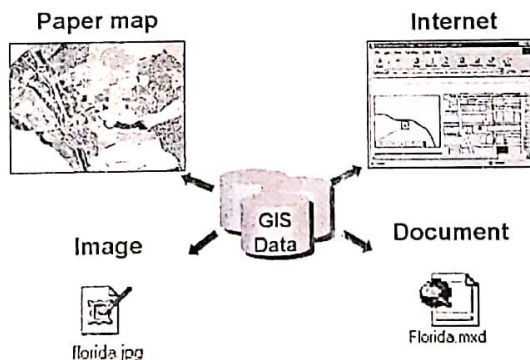 Paper map
Internet
GIS
Data
Image
Document
florida.jpg
Florida.mxd